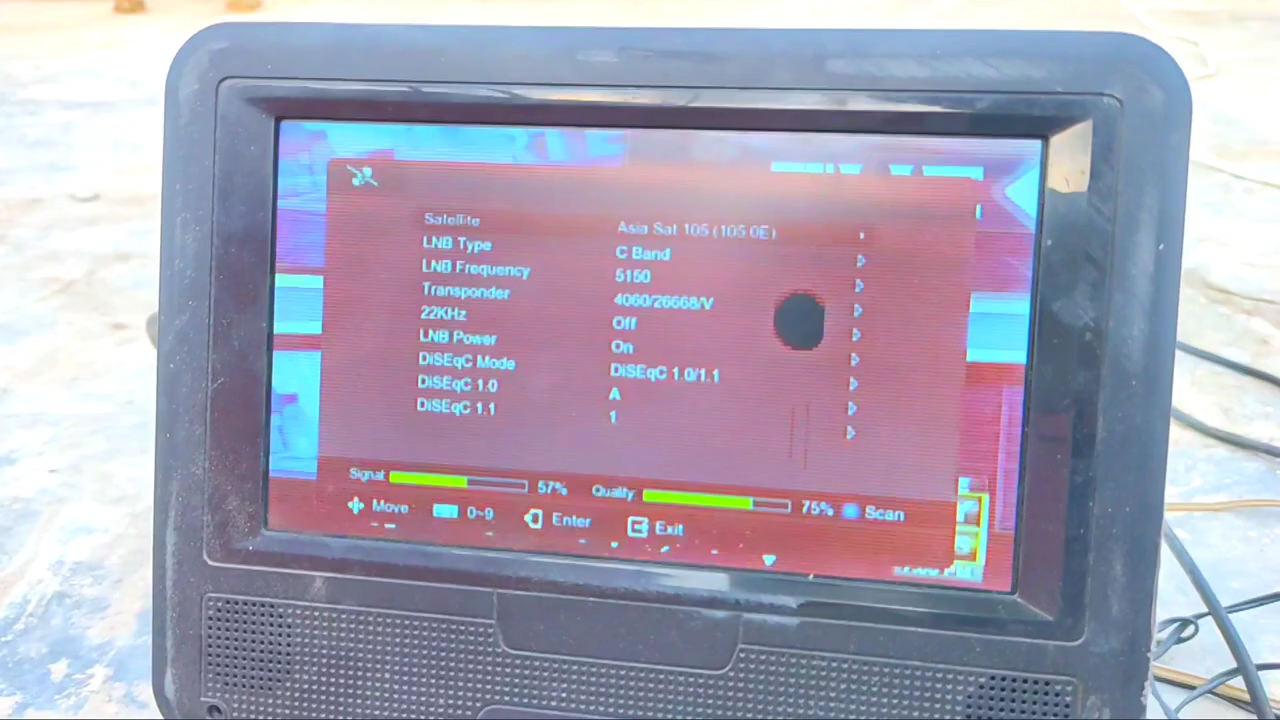 Satellite Asia Sat 105 (105.0E)
LNB Type C Band
LNB Frequency 5150
Transponder 4060/26668/V
22KHz Off
LNB Power On
DiSEqC Mode DiSEqC 1.0/1.1
DiSEqC 1.0 A
DiSEqC 1.1 1
Signal 57% Quality 75% Scan
Move 0~9 Enter Exit